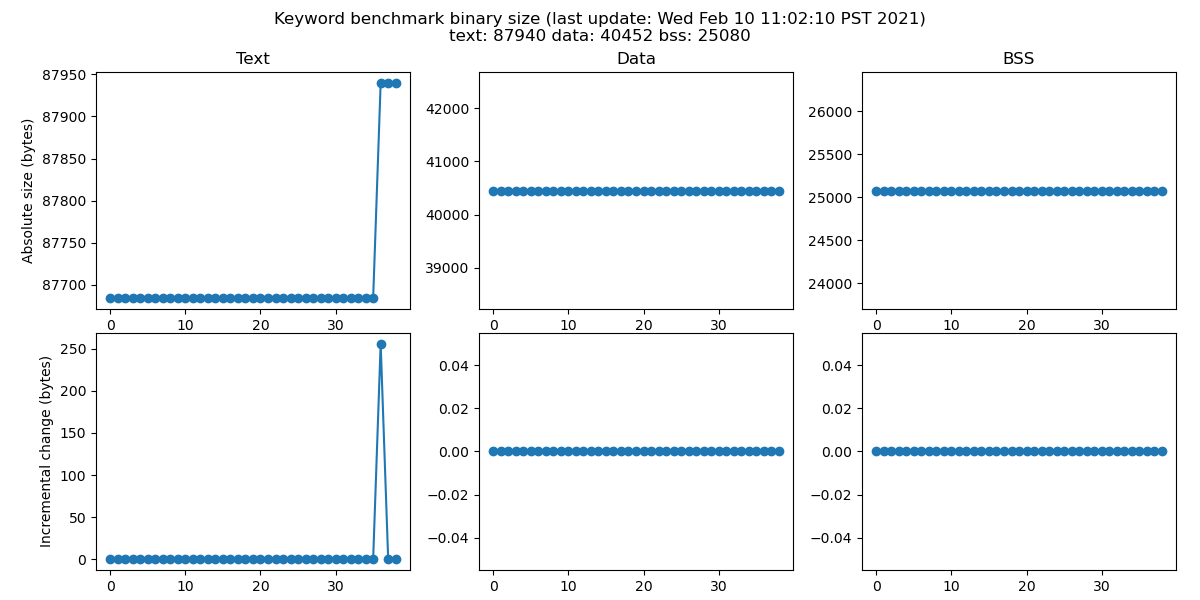 Keyword benchmark binary size (last update: Wed Feb 10 11:02:10 PST 2021)
text: 87940 data: 40452 bss: 25080
Text
Absolute size (bytes)
87950
87900
87850
87800
87750
87700
0 10 20 30
Data
42000
41000
40000
39000
0 10 20 30
BSS
26000
25500
25000
24500
24000
0 10 20 30
Incremental change (bytes)
250
200
150
100
50
0
0 10 20 30
0.04
0.02
0.00
−0.02
−0.04
0 10 20 30
0.04
0.02
0.00
−0.02
−0.04
0 10 20 30